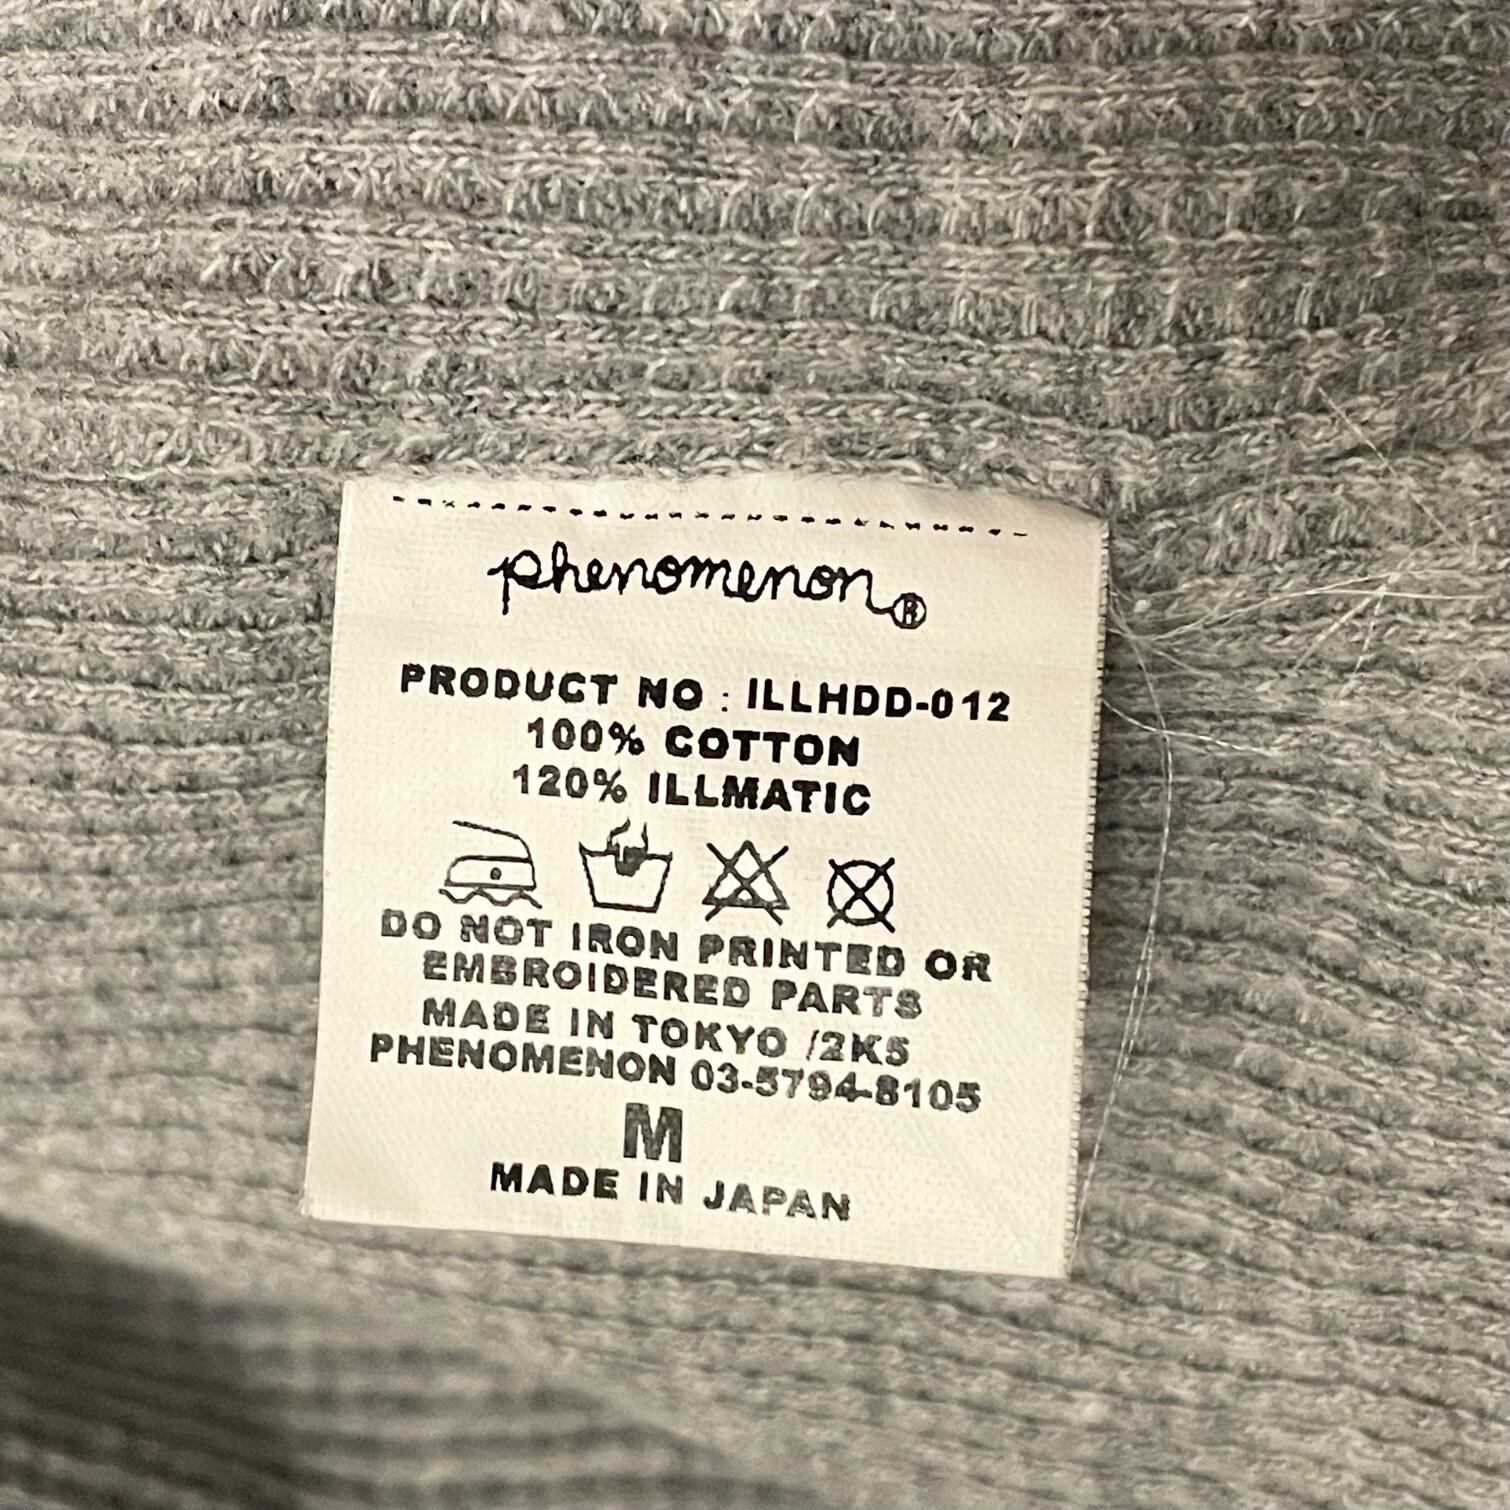 phenomenon®
PRODUCT NO : ILLHDD-012
100% COTTON
120% ILLMATIC
DO NOT IRON PRINTED OR
EMBROIDERED PARTS
MADE IN TOKYO /2K5
PHENOMENON 03-5794-8105
M
MADE IN JAPAN